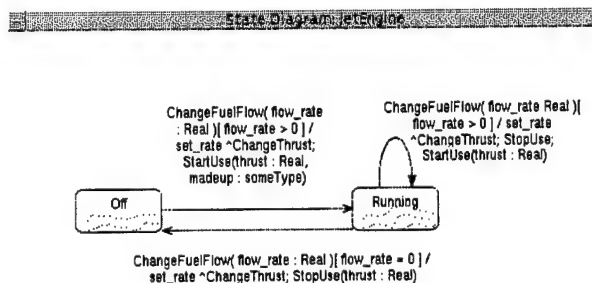 State Diagram: JetEngine
ChangeFuelFlow( flow_rate
: Real )[ flow_rate > 0 ] /
set_rate ^ChangeThrust;
StartUse(thrust : Real,
madeup : someType)
ChangeFuelFlow( flow_rate Real )[
flow_rate > 0 ] / set_rate
^ChangeThrust; StopUse;
StartUse(thrust : Real)
Off
Running
ChangeFuelFlow( flow_rate : Real )[ flow_rate = 0 ] /
set_rate ^ChangeThrust; StopUse(thrust : Real)